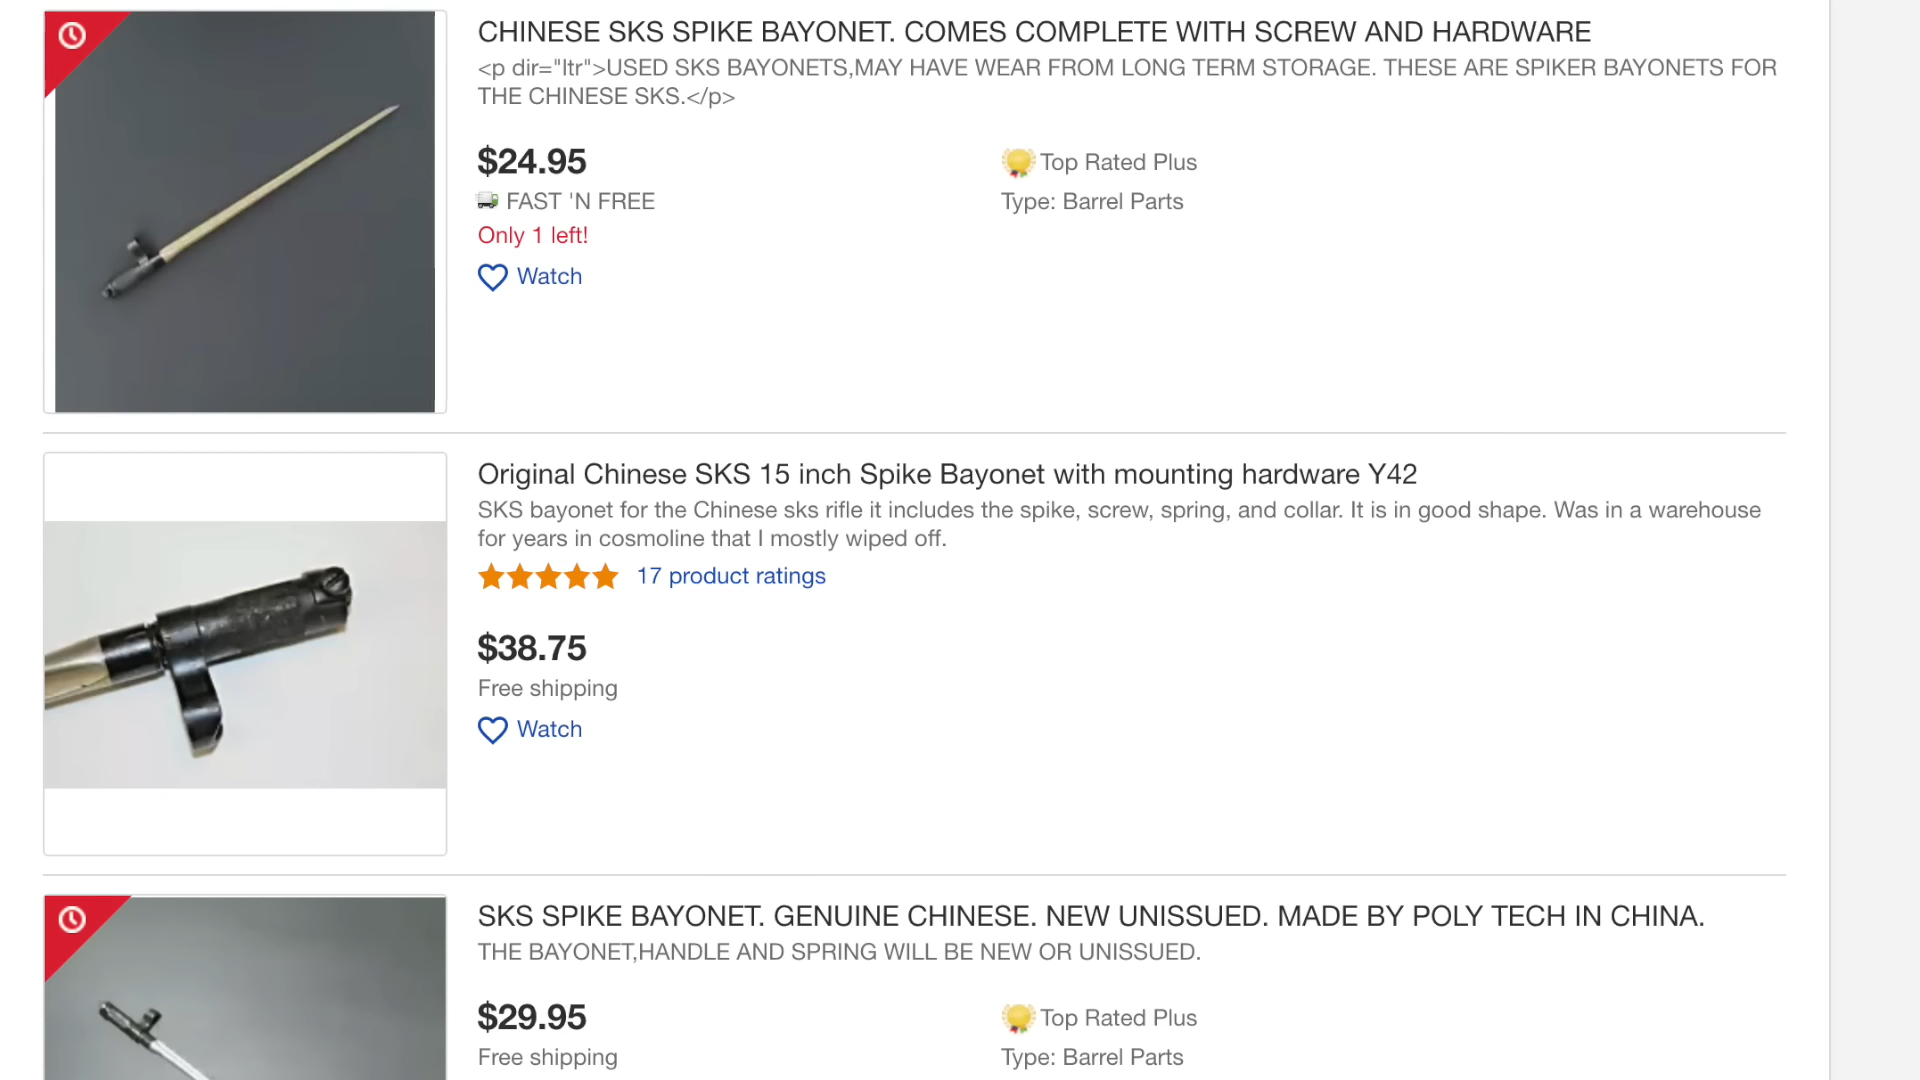 CHINESE SKS SPIKE BAYONET. COMES COMPLETE WITH SCREW AND HARDWARE
<p dir="ltr">USED SKS BAYONETS,MAY HAVE WEAR FROM LONG TERM STORAGE. THESE ARE SPIKER BAYONETS FOR
THE CHINESE SKS.</p>
$24.95
Top Rated Plus
FAST 'N FREE
Type: Barrel Parts
Only 1 left!
Watch
Original Chinese SKS 15 inch Spike Bayonet with mounting hardware Y42
SKS bayonet for the Chinese sks rifle it includes the spike, screw, spring, and collar. It is in good shape. Was in a warehouse
for years in cosmoline that I mostly wiped off.
17 product ratings
$38.75
Free shipping
Watch
SKS SPIKE BAYONET. GENUINE CHINESE. NEW UNISSUED. MADE BY POLY TECH IN CHINA.
THE BAYONET,HANDLE AND SPRING WILL BE NEW OR UNISSUED.
$29.95
Top Rated Plus
Free shipping
Type: Barrel Parts